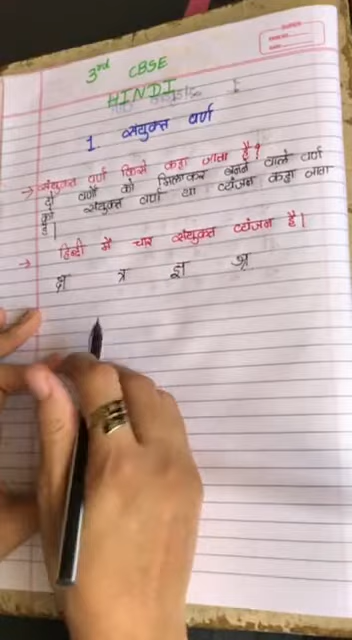 3rd CBSE
HINDI
1. संयुक्त वर्ण
→ संयुक्त वर्ण किसे कहा जाता है?
दो वर्णों को मिलाकर बनने वाले वर्ण
को संयुक्त वर्ण या व्यंजन कहा जाता
है।
→ हिन्दी में चार संयुक्त व्यंजन है।
क्ष त्र ज्ञ श्र